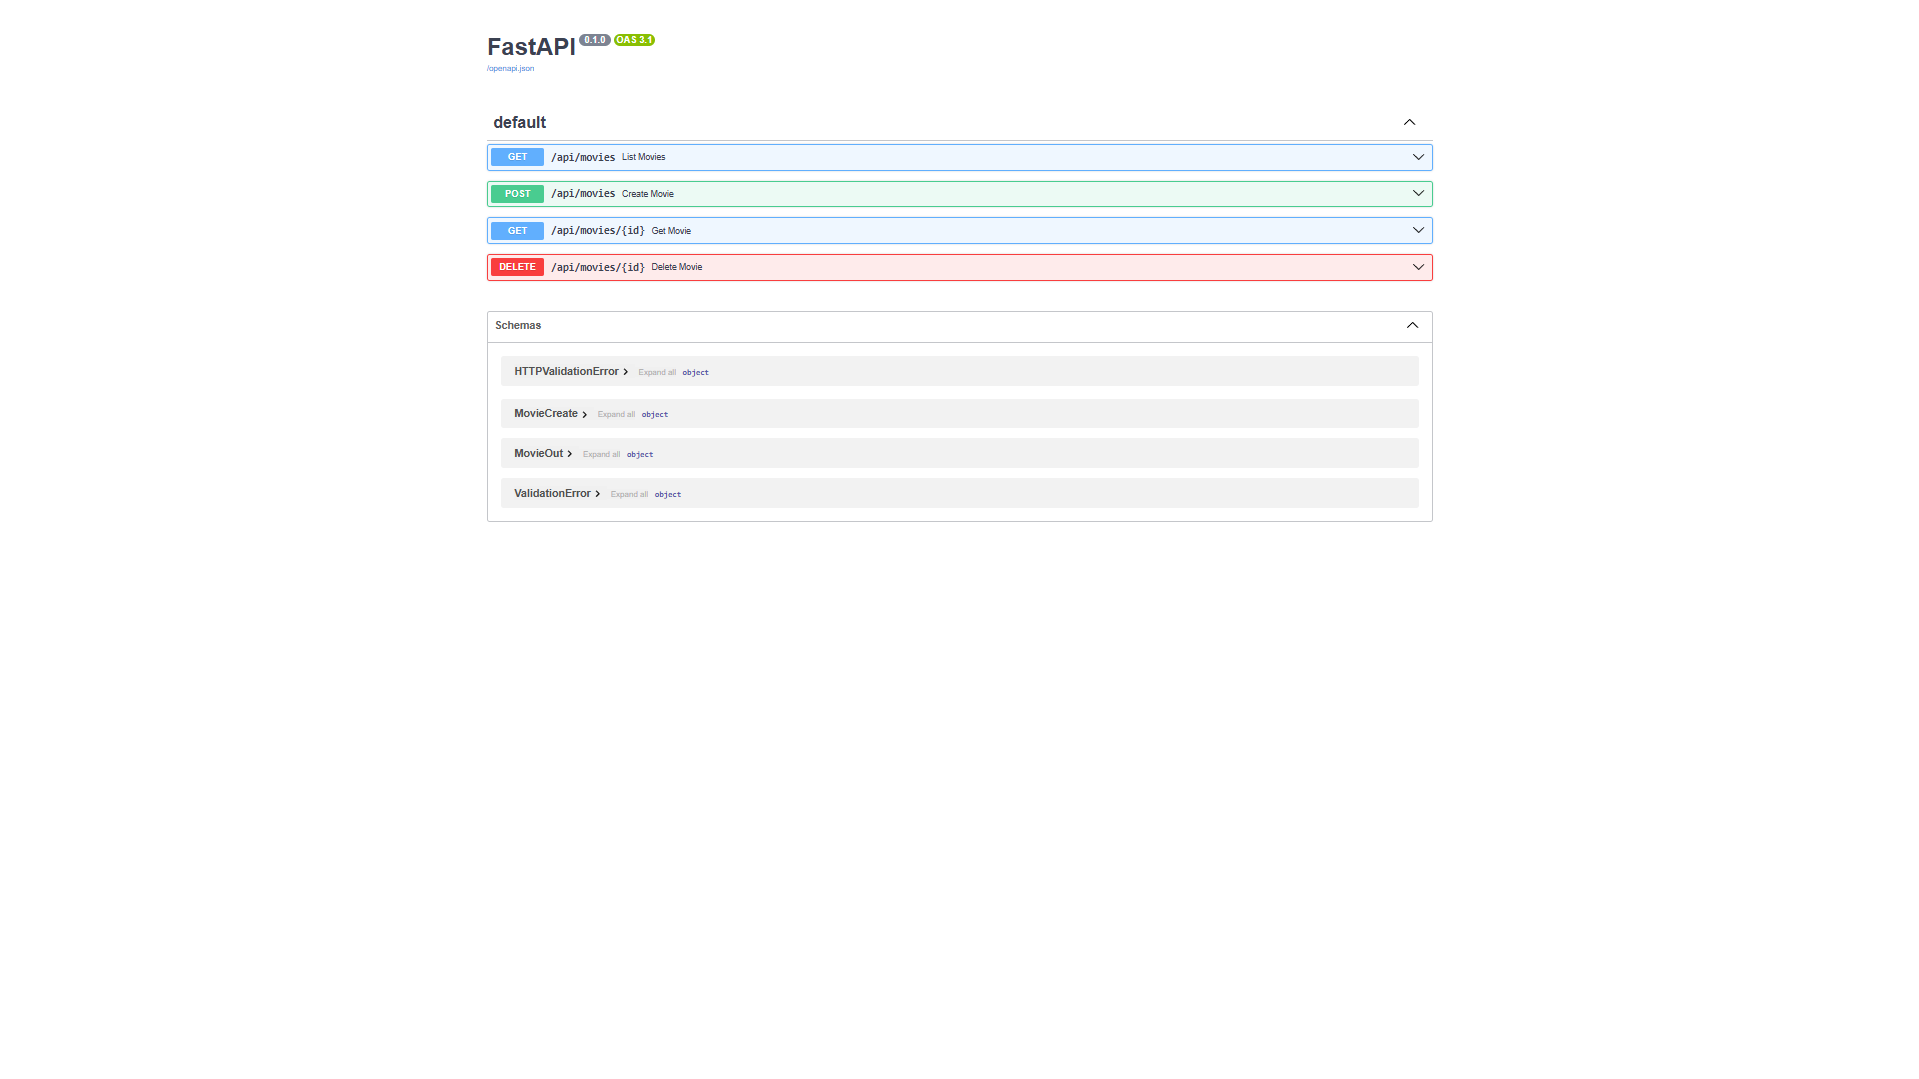 FastAPI 0.1.0 OAS 3.1
/openapi.json
default
GET /api/movies List Movies
POST /api/movies Create Movie
GET /api/movies/{id} Get Movie
DELETE /api/movies/{id} Delete Movie
Schemas
HTTPValidationError Expand all object
MovieCreate Expand all object
MovieOut Expand all object
ValidationError Expand all object